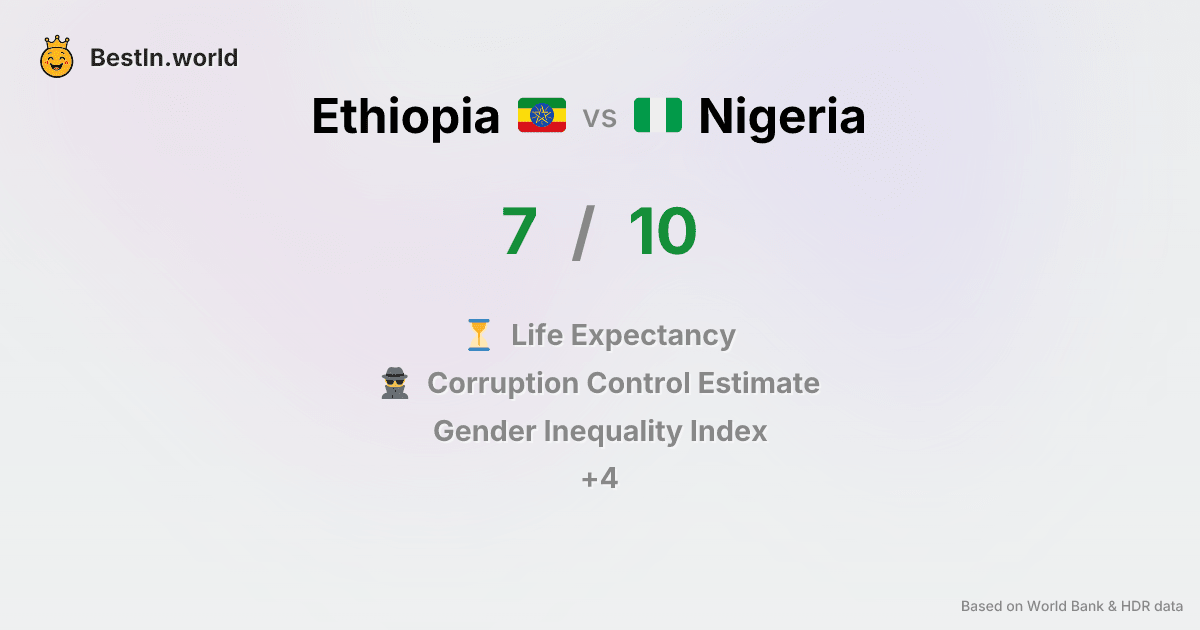 BestIn.world
Ethiopia vs Nigeria
7 / 10
Life Expectancy
Corruption Control Estimate
Gender Inequality Index
+4
Based on World Bank & HDR data